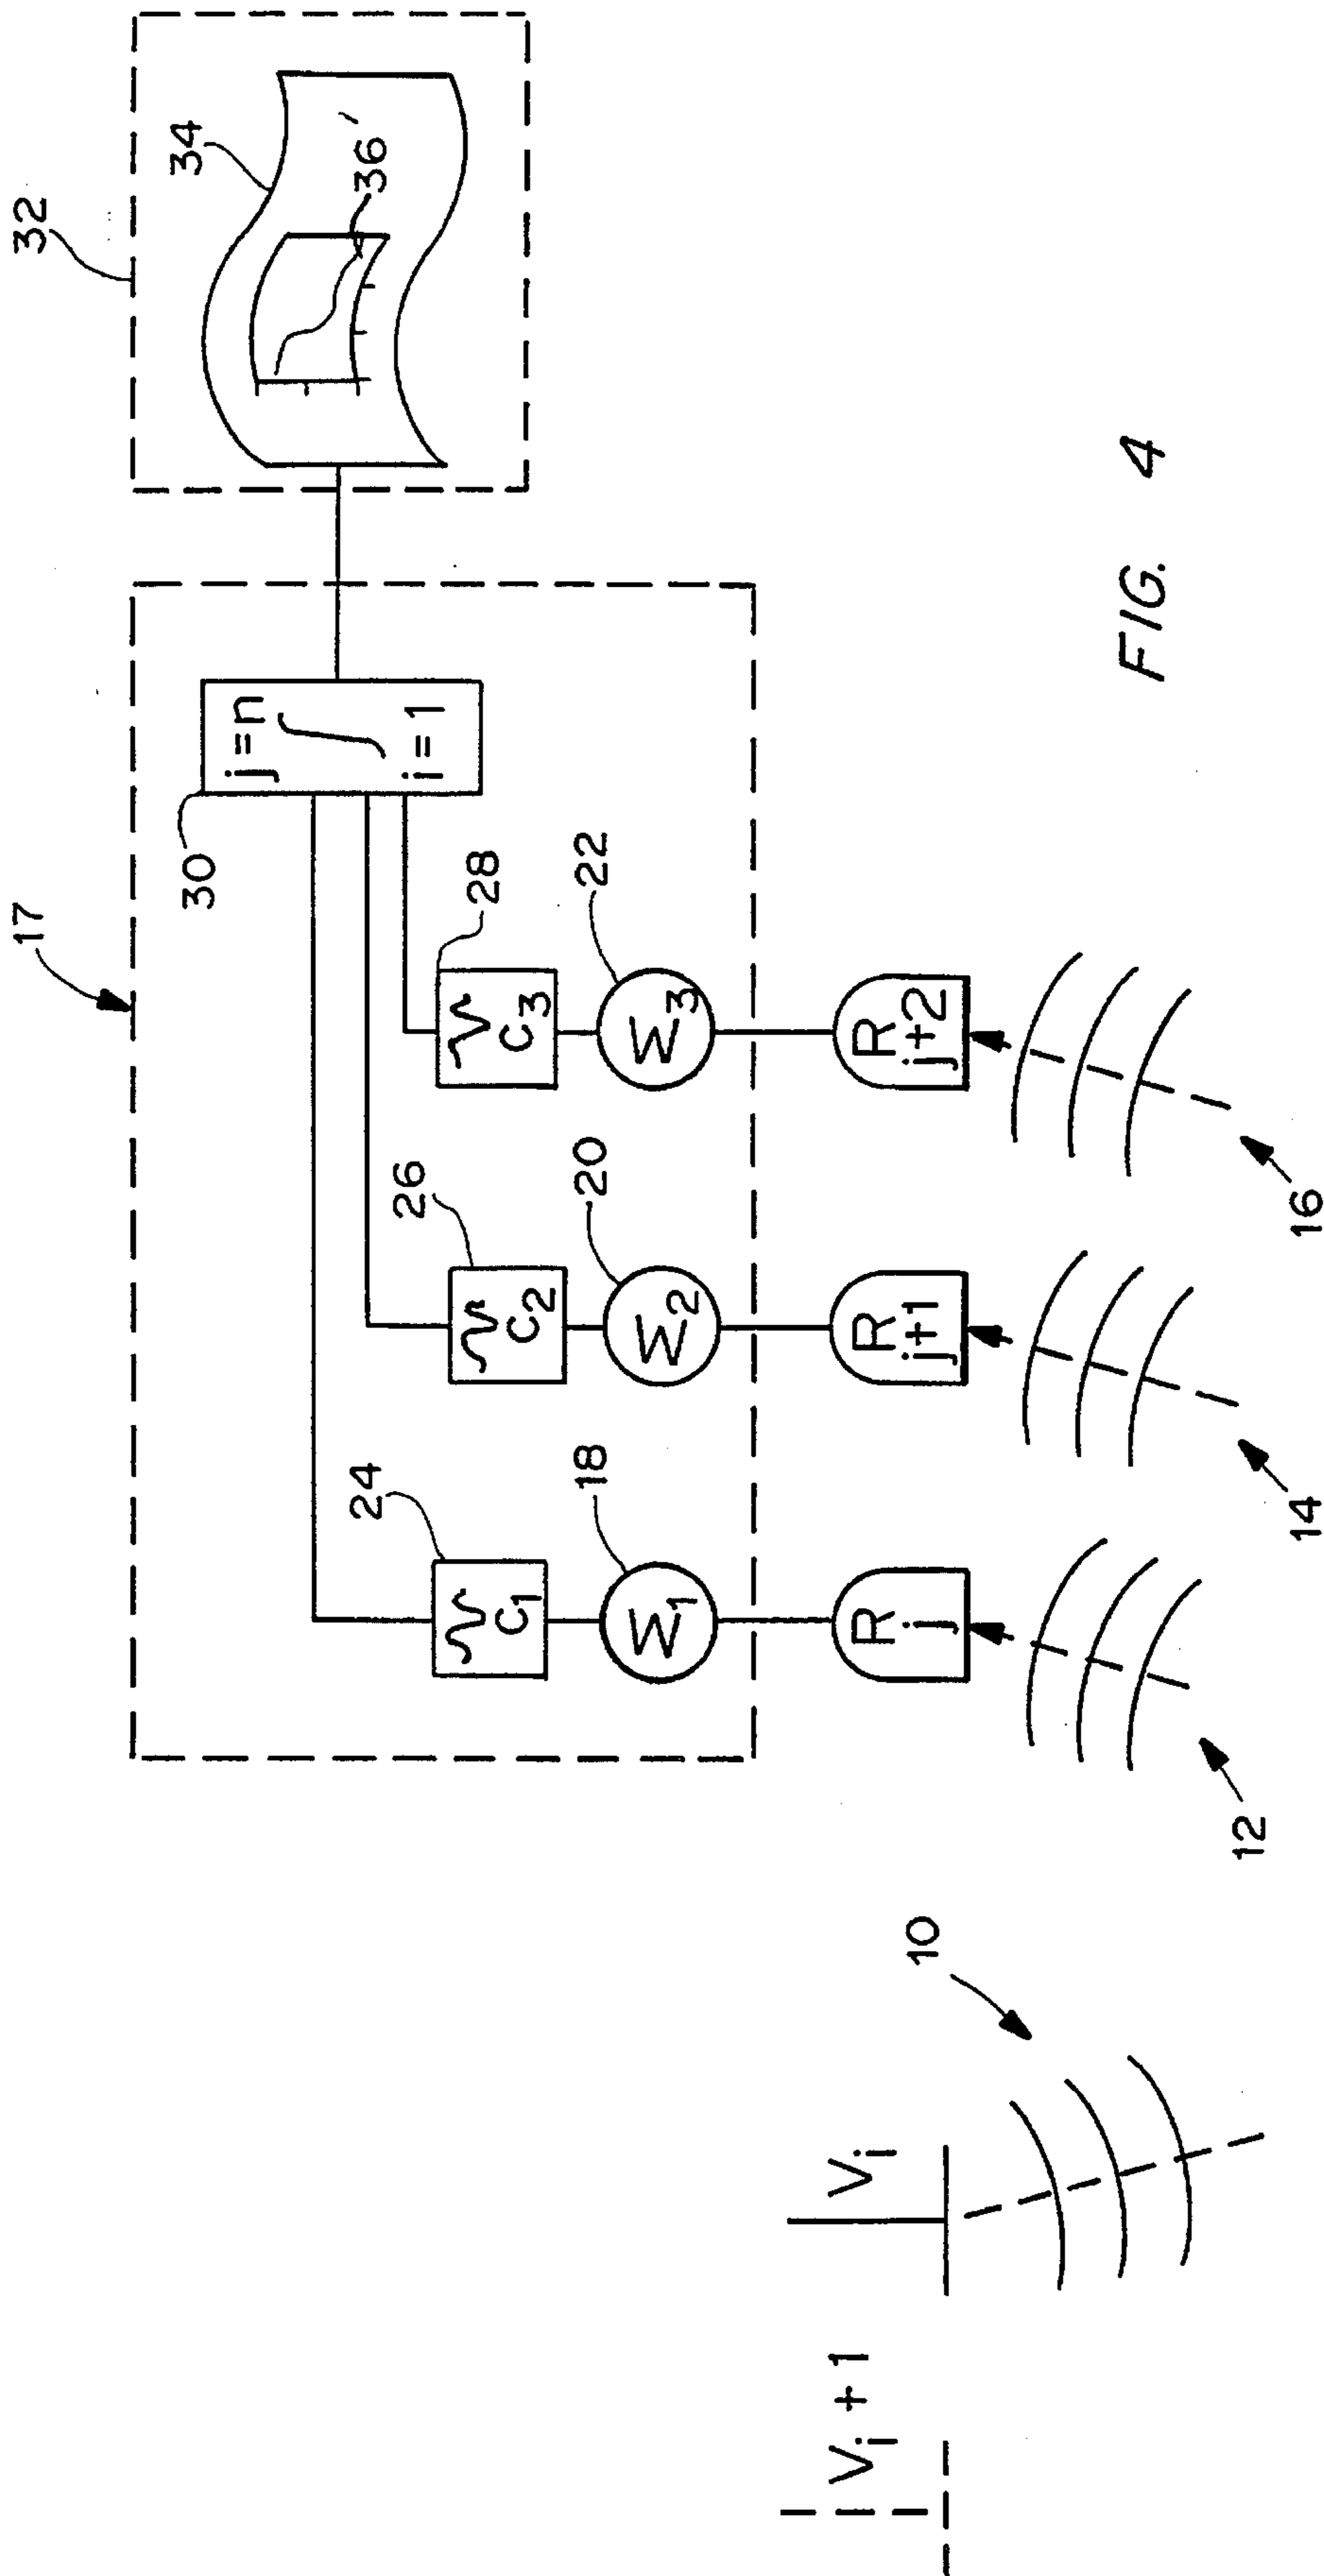 17
32
34
36'
30
j=n
∫
i=1
24
26
28
C1
C2
C3
18
20
22
W1
W2
W3
R
j
R
j+1
R
j+2
Vi + 1
Vi
10
12
14
16
FIG. 4